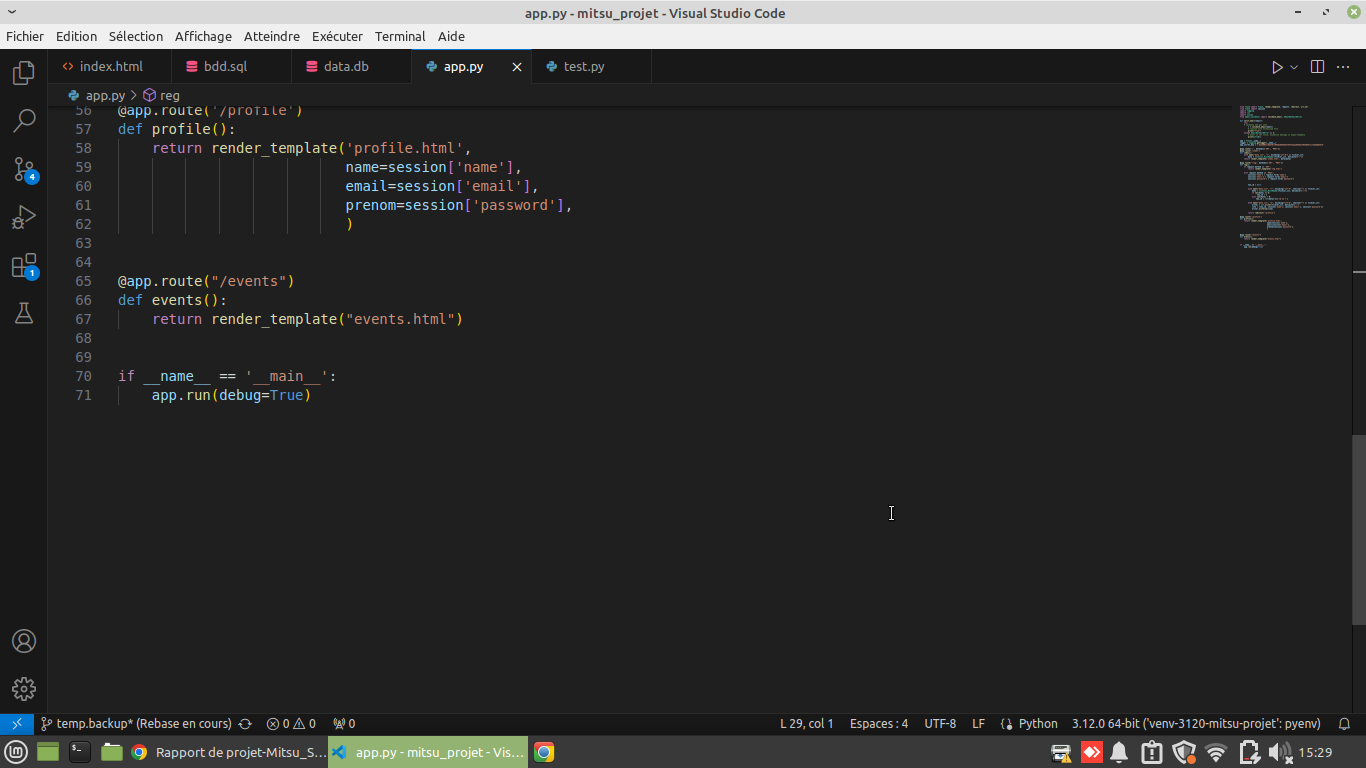 app.py - mitsu_projet - Visual Studio Code
Fichier Edition Sélection Affichage Atteindre Exécuter Terminal Aide
index.html bdd.sql data.db app.py test.py
app.py > reg
56 @app.route('/profile')
57 def profile():
58 return render_template('profile.html',
59 name=session['name'],
60 email=session['email'],
61 prenom=session['password'],
62 )
63
64
65 @app.route("/events")
66 def events():
67 return render_template("events.html")
68
69
70 if __name__ == '__main__':
71 app.run(debug=True)
4
1
temp.backup* (Rebase en cours) 0 0 0 L 29, col 1 Espaces : 4 UTF-8 LF Python 3.12.0 64-bit ('venv-3120-mitsu-projet': pyenv)
Rapport de projet-Mitsu_S... app.py - mitsu_projet - Vis... 15:29